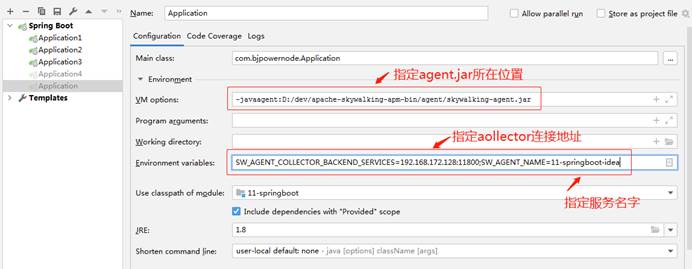 Name: Application
Allow parallel run
Store as project file
Spring Boot
Application1
Application2
Application3
Application4
Application
Templates
Configuration Code Coverage Logs
Main class: com.bjpowernode.Application ...
Environment
指定agent.jar所在位置
VM options: -javaagent:D:/dev/apache-skywalking-apm-bin/agent/skywalking-agent.jar
Program arguments:
Working directory:
指定aollector连接地址
Environment variables: SW_AGENT_COLLECTOR_BACKEND_SERVICES=192.168.172.128:11800;SW_AGENT_NAME=11-springboot-idea
指定服务名字
Use classpath of module: 11-springboot
Include dependencies with "Provided" scope
JRE: 1.8
Shorten command line: user-local default: none - java [options] className [args]